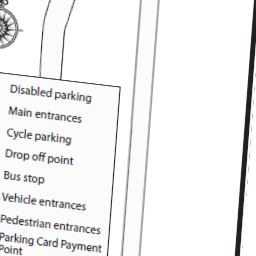 Disabled parking
Main entrances
Cycle parking
Drop off point
Bus stop
Vehicle entrances
Pedestrian entrances
Parking Card Payment
Point